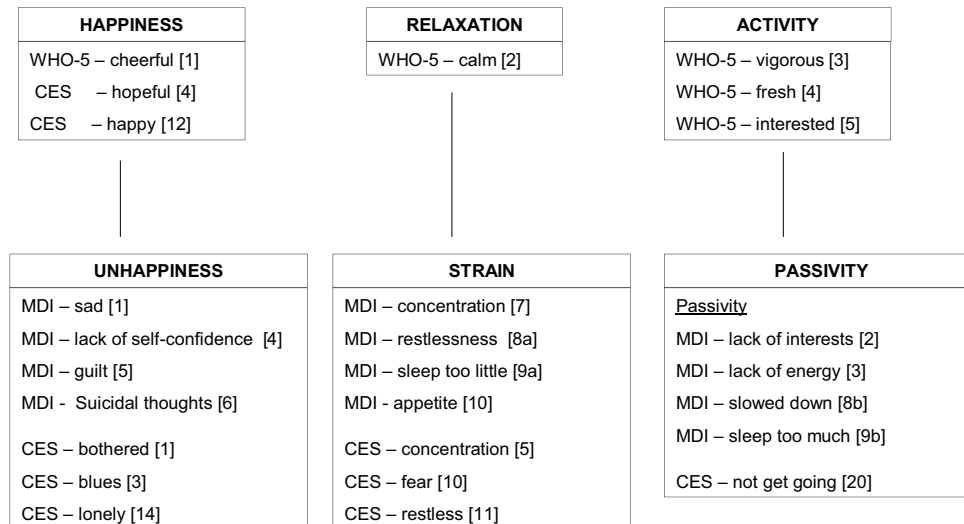 HAPPINESS
WHO-5 – cheerful [1]
CES – hopeful [4]
CES – happy [12]
RELAXATION
WHO-5 – calm [2]
ACTIVITY
WHO-5 – vigorous [3]
WHO-5 – fresh [4]
WHO-5 – interested [5]
UNHAPPINESS
MDI – sad [1]
MDI – lack of self-confidence [4]
MDI – guilt [5]
MDI - Suicidal thoughts [6]
CES – bothered [1]
CES – blues [3]
CES – lonely [14]
STRAIN
MDI – concentration [7]
MDI – restlessness [8a]
MDI – sleep too little [9a]
MDI - appetite [10]
CES – concentration [5]
CES – fear [10]
CES – restless [11]
PASSIVITY
Passivity
MDI – lack of interests [2]
MDI – lack of energy [3]
MDI – slowed down [8b]
MDI – sleep too much [9b]
CES – not get going [20]